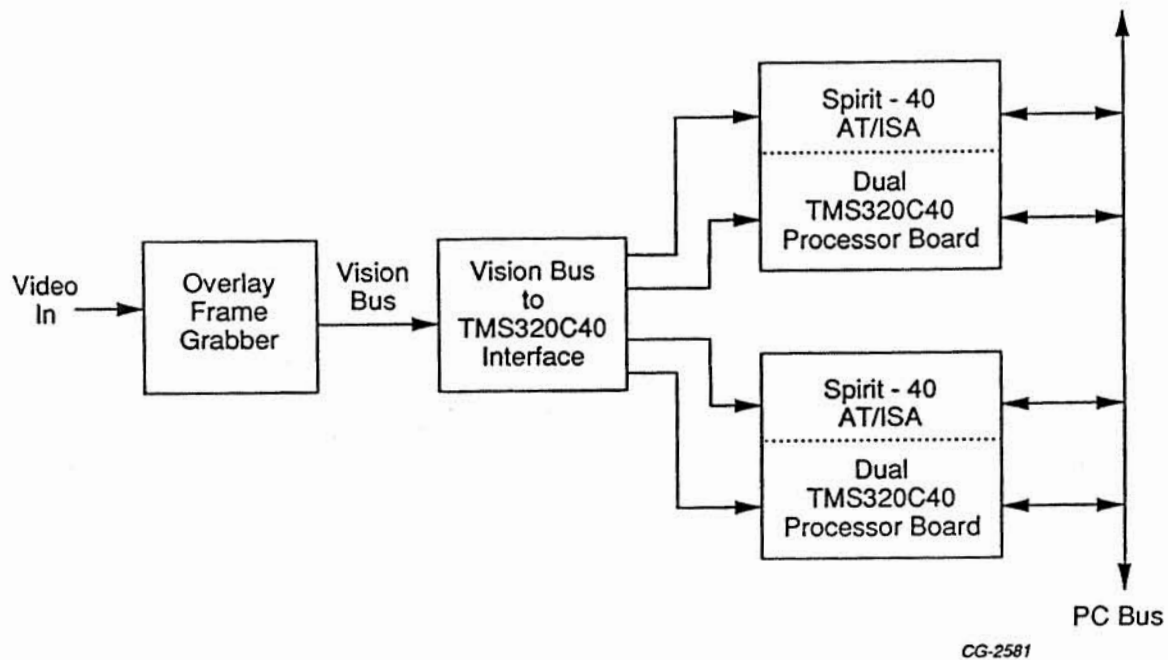 Video
In
Overlay
Frame
Grabber
Vision
Bus
Vision Bus
to
TMS320C40
Interface
Spirit - 40
AT/ISA
Dual
TMS320C40
Processor Board
Spirit - 40
AT/ISA
Dual
TMS320C40
Processor Board
PC Bus
CG-2581